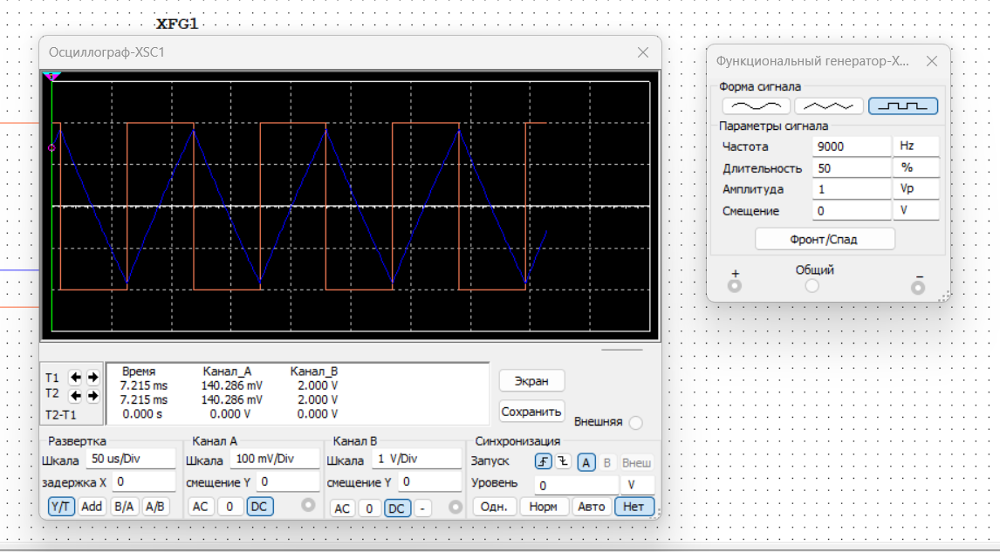 XFG1
Осциллограф-XSC1
Время Канал_A Канал_B
T1 7.215 ms 140.286 mV 2.000 V
T2 7.215 ms 140.286 mV 2.000 V
T2-T1 0.000 s 0.000 V 0.000 V
Экран
Сохранить
Внешняя
Развертка
Шкала 50 us/Div
задержка X 0
Y/T Add B/A A/B
Канал A
Шкала 100 mV/Div
смещение Y 0
AC 0 DC
Канал B
Шкала 1 V/Div
смещение Y 0
AC 0 DC -
Синхронизация
Запуск A B Внеш
Уровень 0 V
Одн. Норм Авто Нет
Функциональный генератор-X...
Форма сигнала
Параметры сигнала
Частота 9000 Hz
Длительность 50 %
Амплитуда 1 Vp
Смещение 0 V
Фронт/Спад
+ Общий −